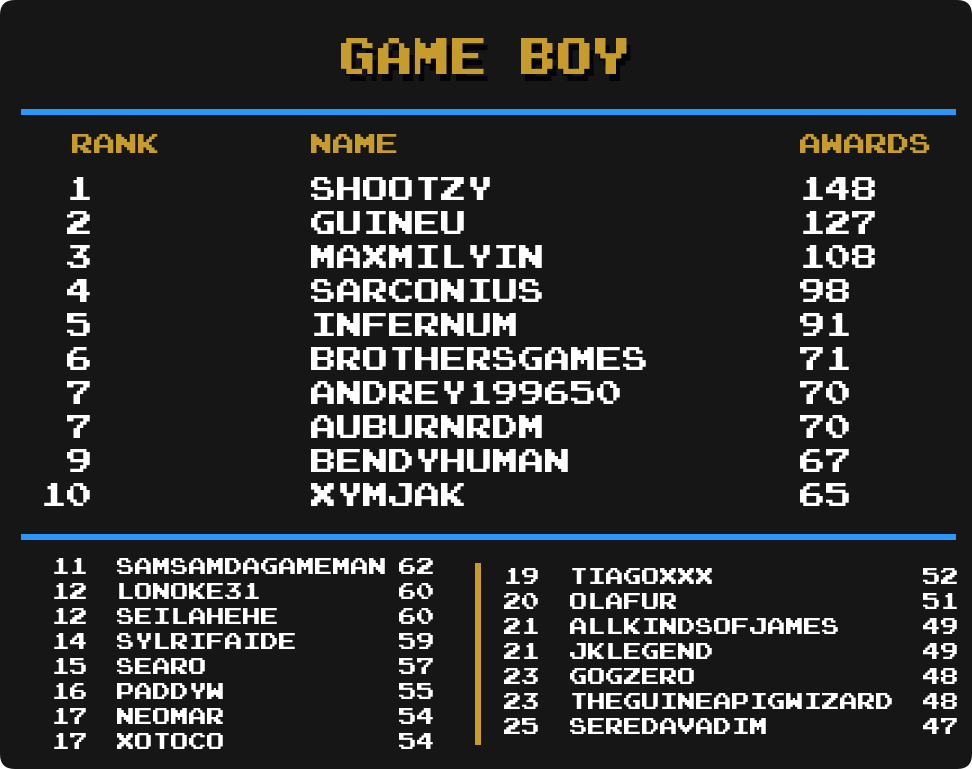 GAME BOY
RANK NAME AWARDS
1 SHOOTZY 148
2 GUINEU 127
3 MAXMILYIN 108
4 SARCONIUS 98
5 INFERNUM 91
6 BROTHERSGAMES 71
7 ANDREY199650 70
7 AUBURNRDM 70
9 BENDYHUMAN 67
10 XYMJAK 65
11 SAMSAMDAGAMEMAN 62
12 LONOKE31 60
12 SEILAHEHE 60
14 SYLRIFAIDE 59
15 SEARO 57
16 PADDYW 55
17 NEOMAR 54
17 XOTOCO 54
19 TIAGOXXX 52
20 OLAFUR 51
21 ALLKINDSOFJAMES 49
21 JKLEGEND 49
23 GOGZERO 48
23 THEGUINEAPIGWIZARD 48
25 SEREDAVADIM 47